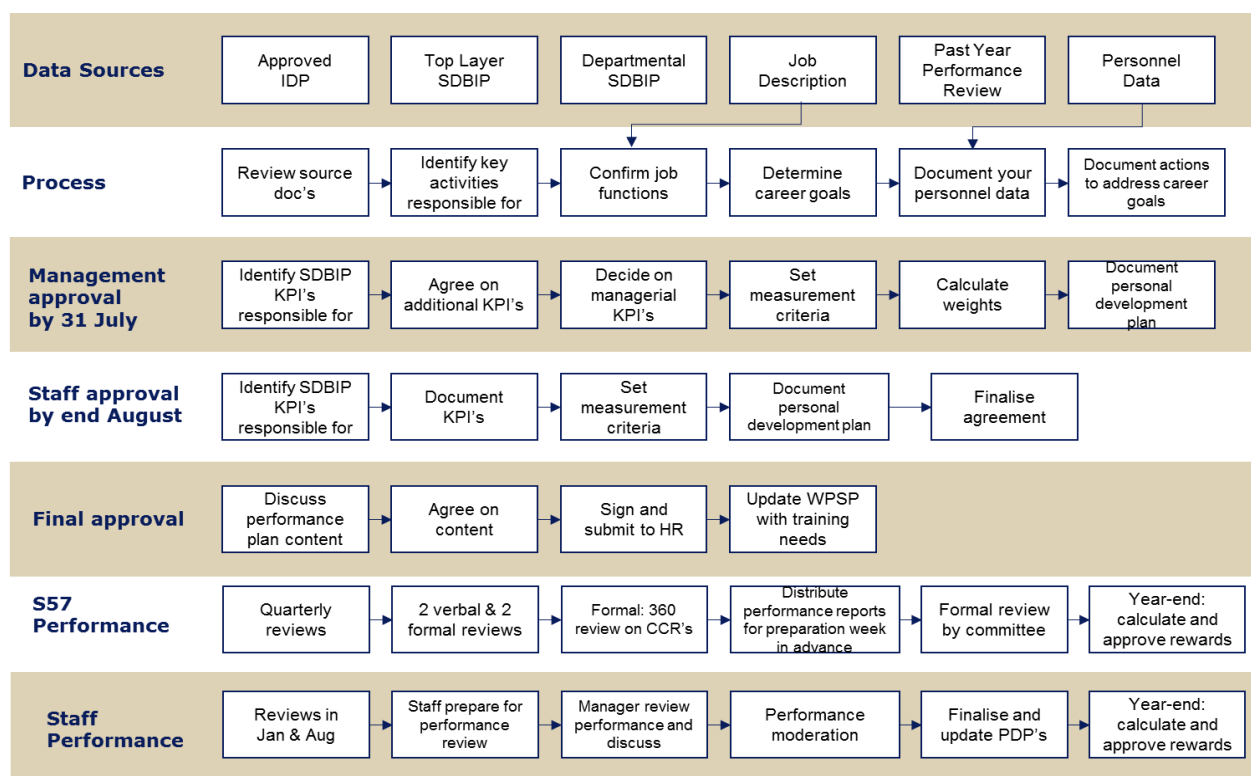 Data Sources
Approved
IDP
Top Layer
SDBIP
Departmental
SDBIP
Job
Description
Past Year
Performance
Review
Personnel
Data
Process
Review source
doc's
Identify key
activities
responsible for
Confirm job
functions
Determine
career goals
Document your
personnel data
Document actions
to address career
goals
Management
approval
by 31 July
Identify SDBIP
KPI's
responsible for
Agree on
additional KPI's
Decide on
managerial
KPI's
Set
measurement
criteria
Calculate
weights
Document
personal
development
plan
Staff approval
by end August
Identify SDBIP
KPI's
responsible for
Document
KPI's
Set
measurement
criteria
Document
personal
development plan
Finalise
agreement
Final approval
Discuss
performance
plan content
Agree on
content
Sign and
submit to HR
Update WPSP
with training
needs
S57
Performance
Quarterly
reviews
2 verbal & 2
formal reviews
Formal: 360
review on CCR's
Distribute
performance reports
for preparation week
in advance
Formal review
by committee
Year-end:
calculate and
approve rewards
Staff
Performance
Reviews in
Jan & Aug
Staff prepare for
performance
review
Manager review
performance and
discuss
Performance
moderation
Finalise and
update PDP's
Year-end:
calculate and
approve rewards